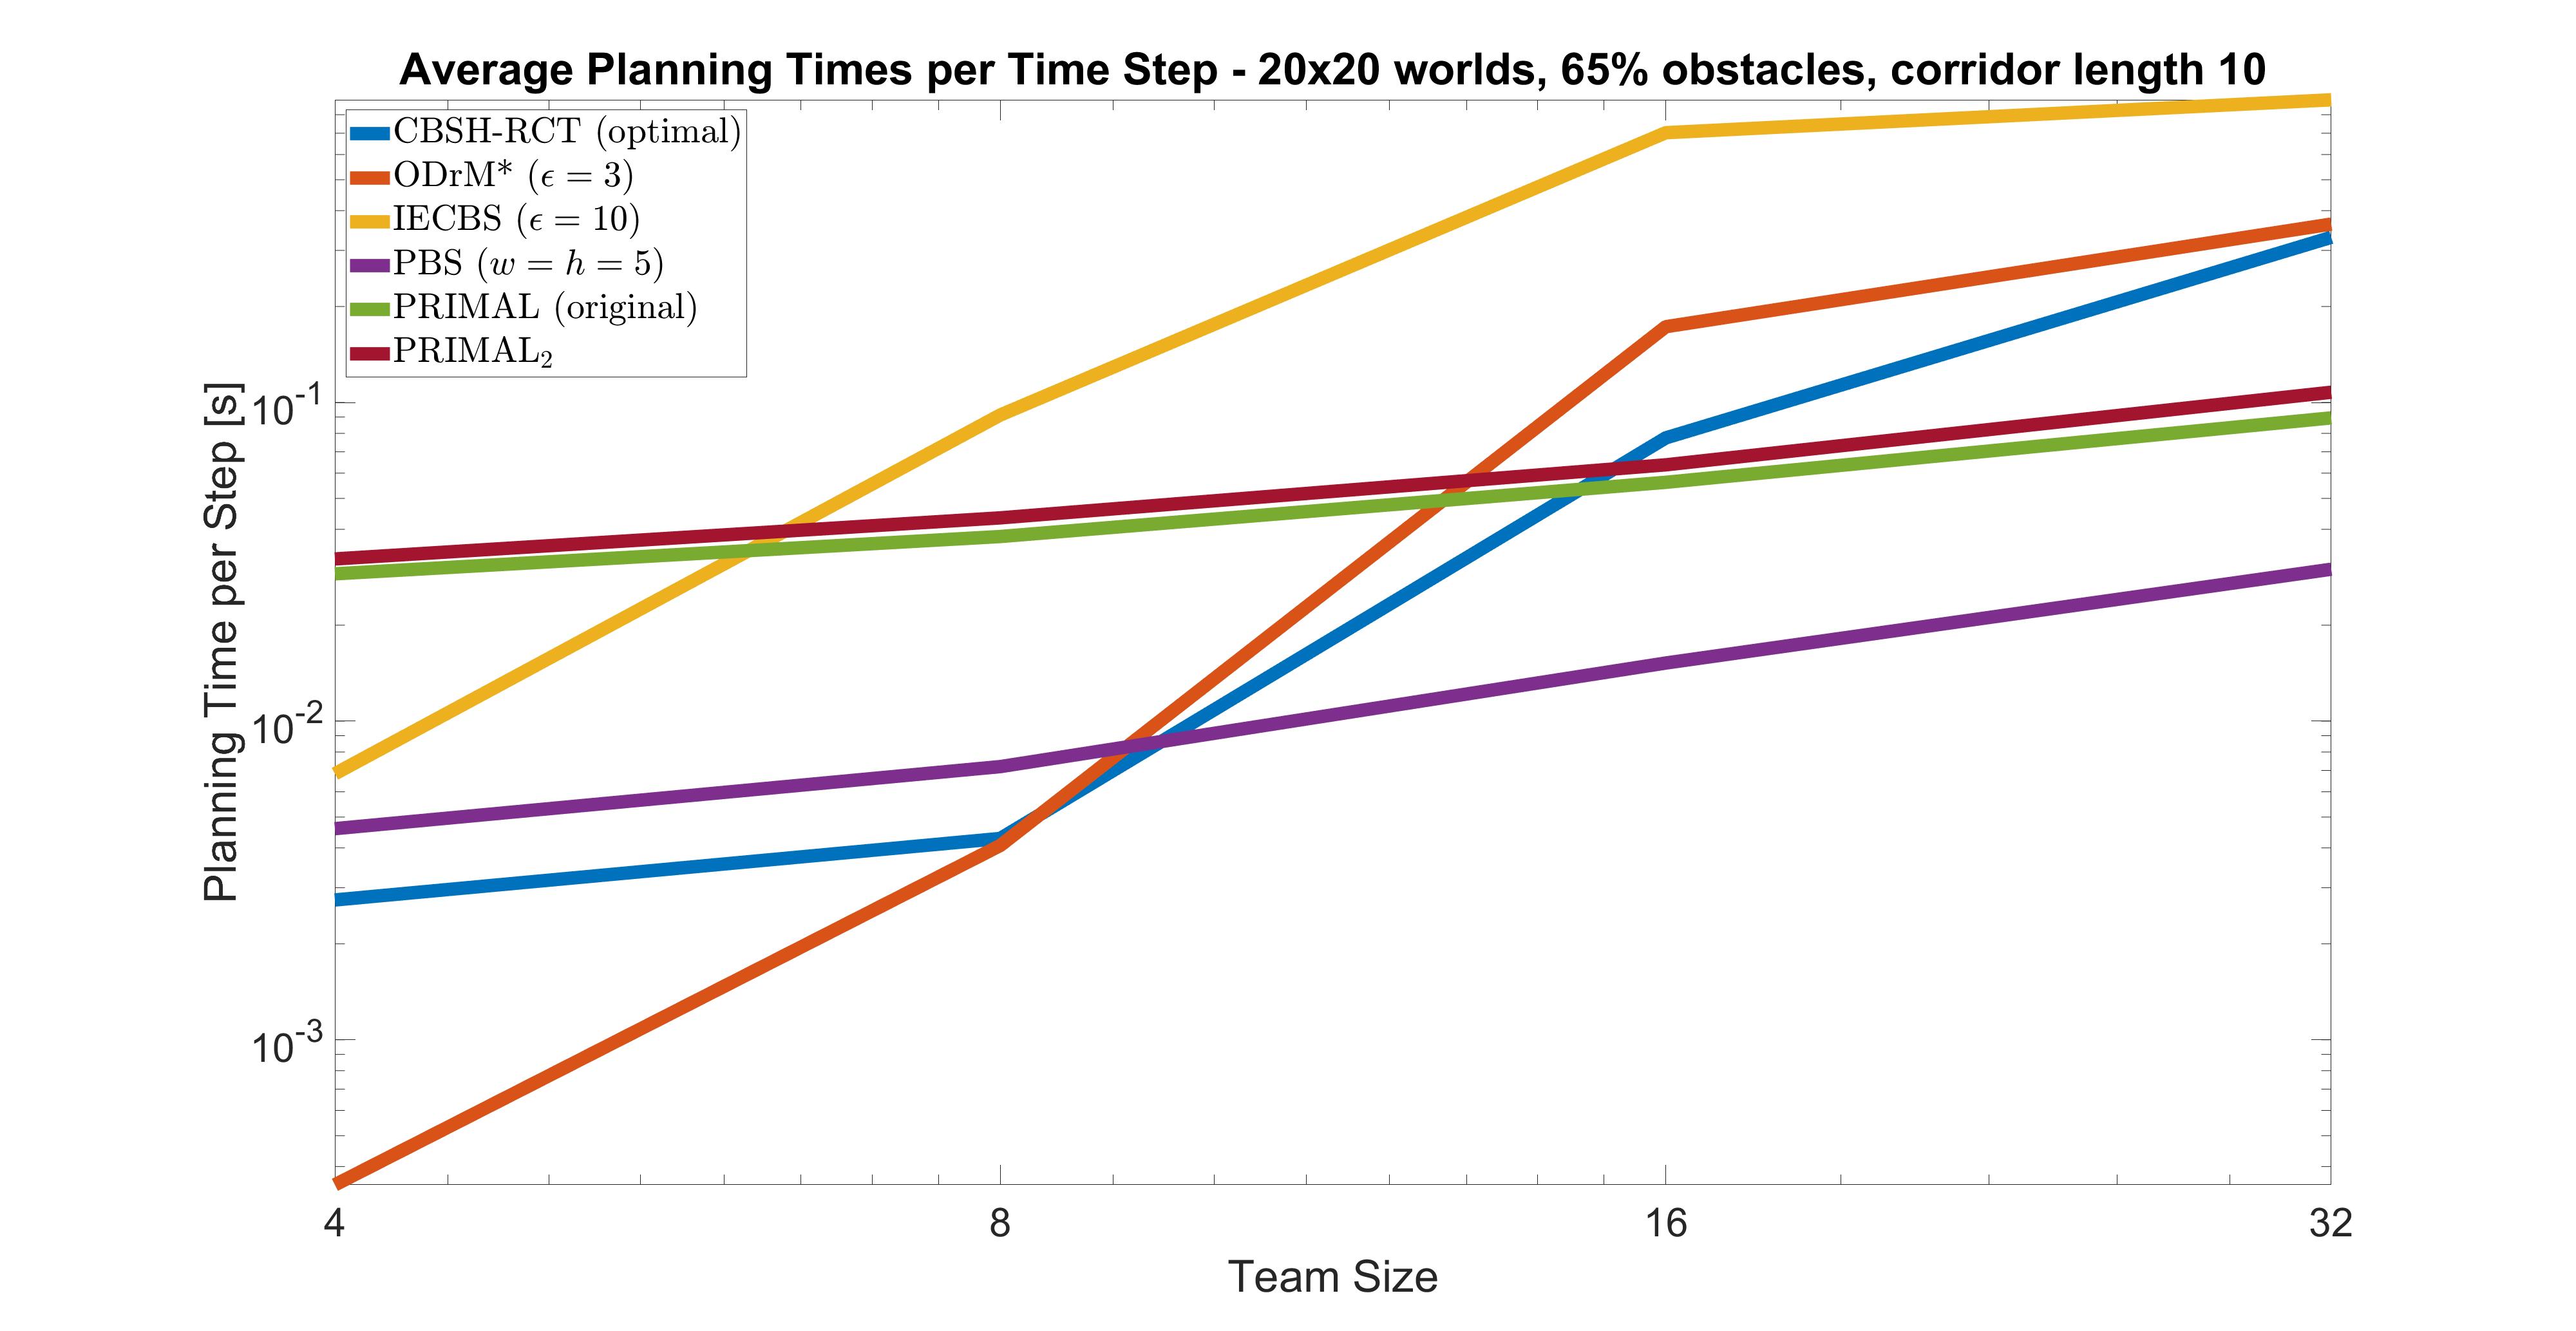 Average Planning Times per Time Step - 20x20 worlds, 65% obstacles, corridor length 10
CBSH-RCT (optimal)
ODrM* (ϵ = 3)
IECBS (ϵ = 10)
PBS (w = h = 5)
PRIMAL (original)
PRIMAL₂
Planning Time per Step [s]
10⁻¹
10⁻²
10⁻³
4 8 16 32
Team Size